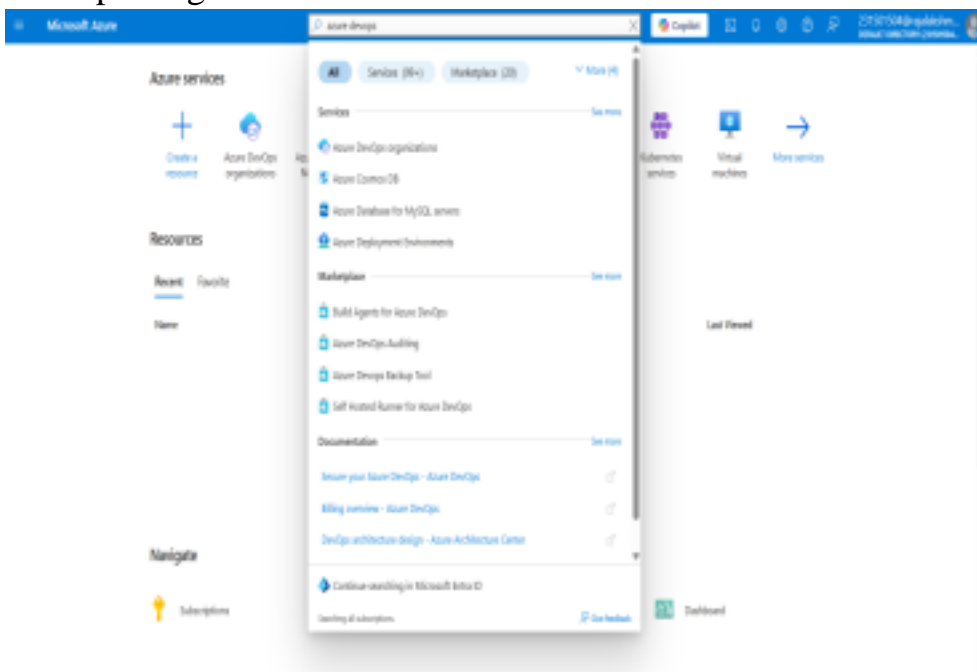 Microsoft Azure
azure devops
Copilot
All
Services (99+)
Marketplace (20)
More (4)
Azure services
Create a resource
Azure DevOps organizations
Kubernetes services
Virtual machines
More services
Services
See more
Azure DevOps organizations
Azure Cosmos DB
Azure Database for MySQL servers
Azure Deployment Environments
Resources
Recent
Favorite
Name
Last Viewed
Marketplace
See more
Build Agents for Azure DevOps
Azure DevOps Auditing
Azure Devops Backup Tool
Self Hosted Runner for Azure DevOps
Documentation
See more
Secure your Azure DevOps - Azure DevOps
Billing overview - Azure DevOps
DevOps architecture design - Azure Architecture Center
Continue searching in Microsoft Entra ID
Searching all subscriptions.
Give feedback
Navigate
Subscriptions
Dashboard